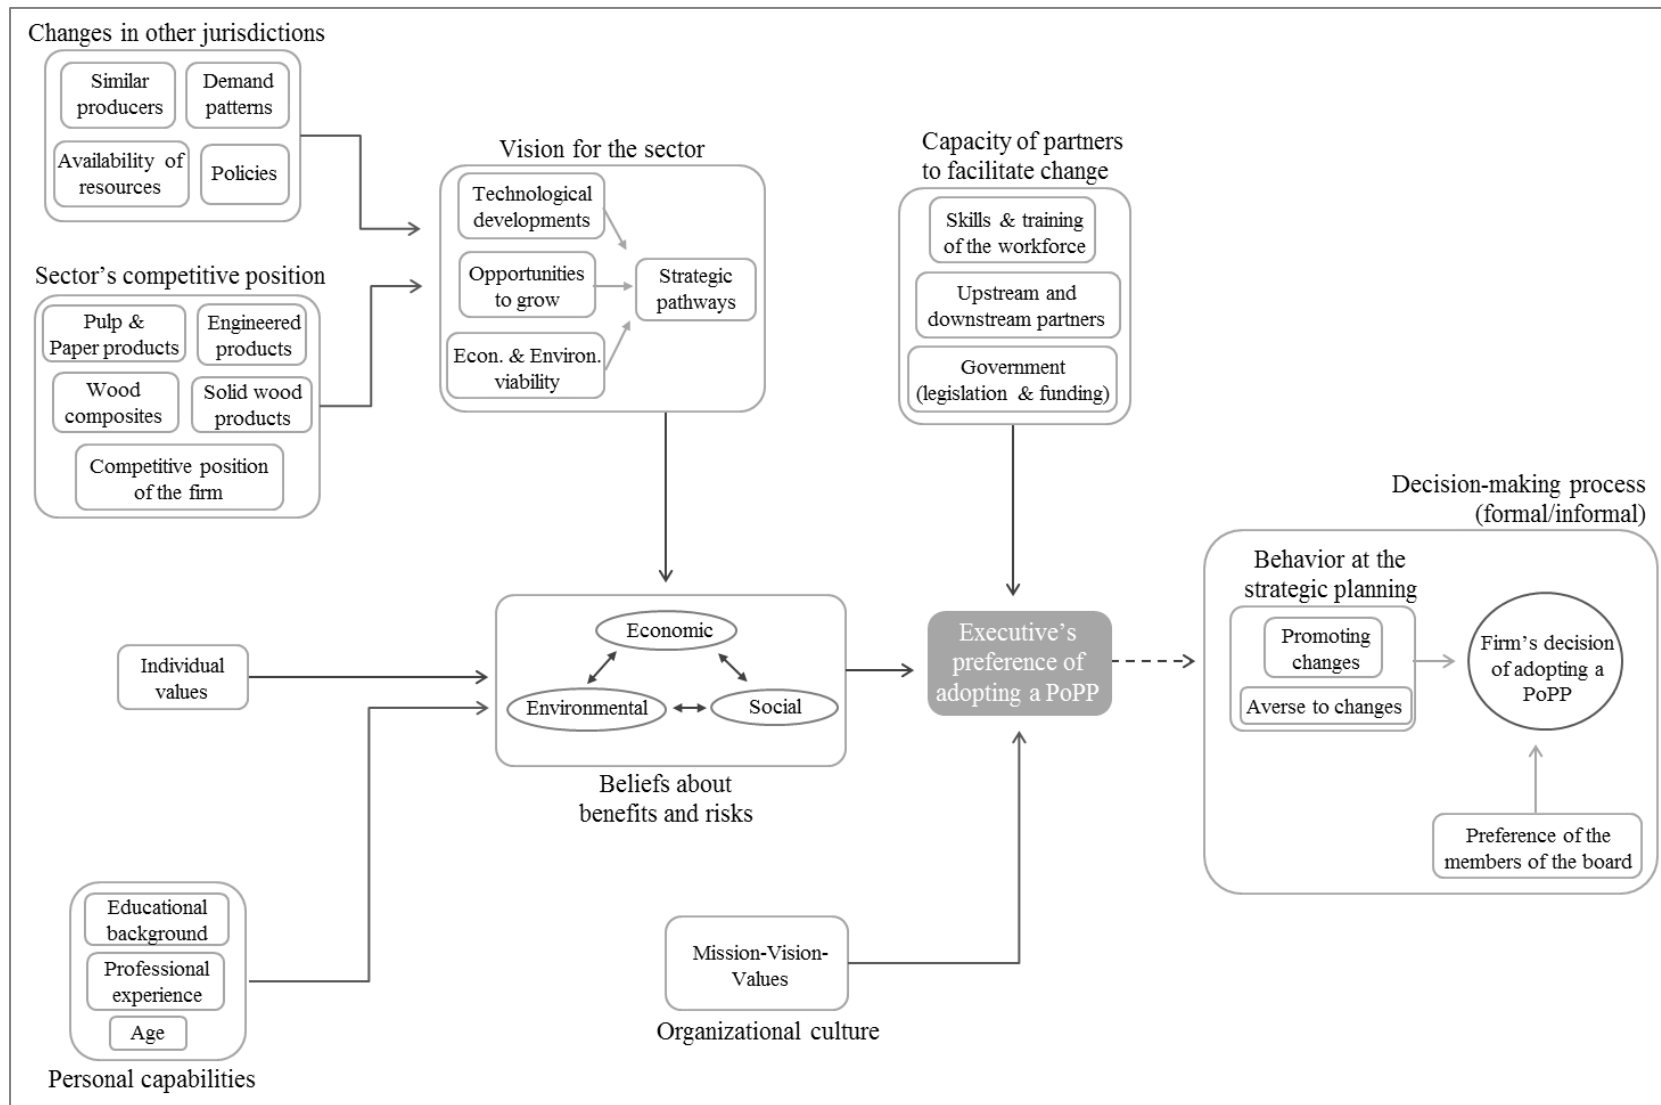 Changes in other jurisdictions
Similar
producers
Demand
patterns
Availability of
resources
Policies
Sector’s competitive position
Pulp &
Paper products
Engineered
products
Wood
composites
Solid wood
products
Competitive position
of the firm
Vision for the sector
Technological
developments
Opportunities
to grow
Econ. & Environ.
viability
Strategic
pathways
Capacity of partners
to facilitate change
Skills & training
of the workforce
Upstream and
downstream partners
Government
(legislation & funding)
Individual
values
Economic
Environmental
Social
Beliefs about
benefits and risks
Executive’s
preference of
adopting a PoPP
Decision-making process
(formal/informal)
Behavior at the
strategic planning
Promoting
changes
Averse to changes
Firm’s decision
of adopting a
PoPP
Preference of the
members of the board
Educational
background
Professional
experience
Age
Personal capabilities
Mission-Vision-
Values
Organizational culture